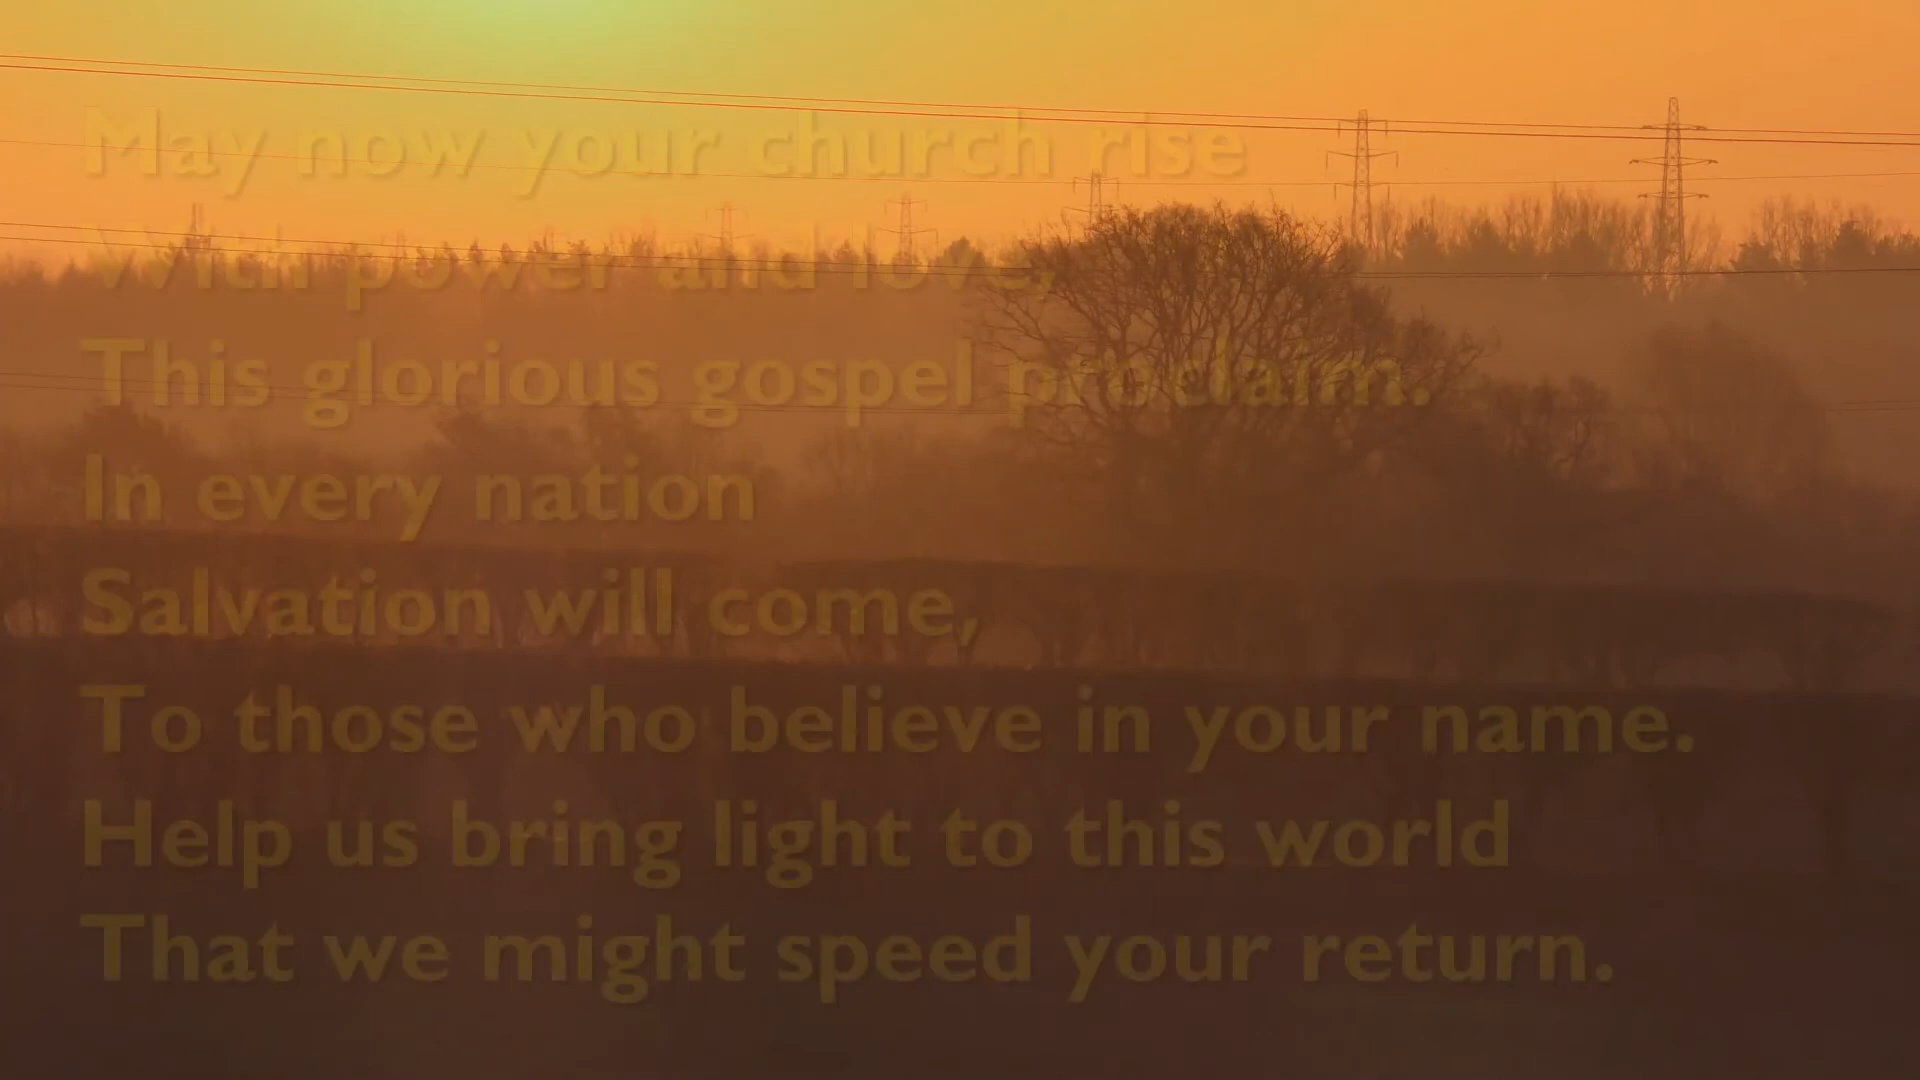 May now your church rise
With power and love,
This glorious gospel proclaim.
In every nation
Salvation will come,
To those who believe in your name.
Help us bring light to this world
That we might speed your return.